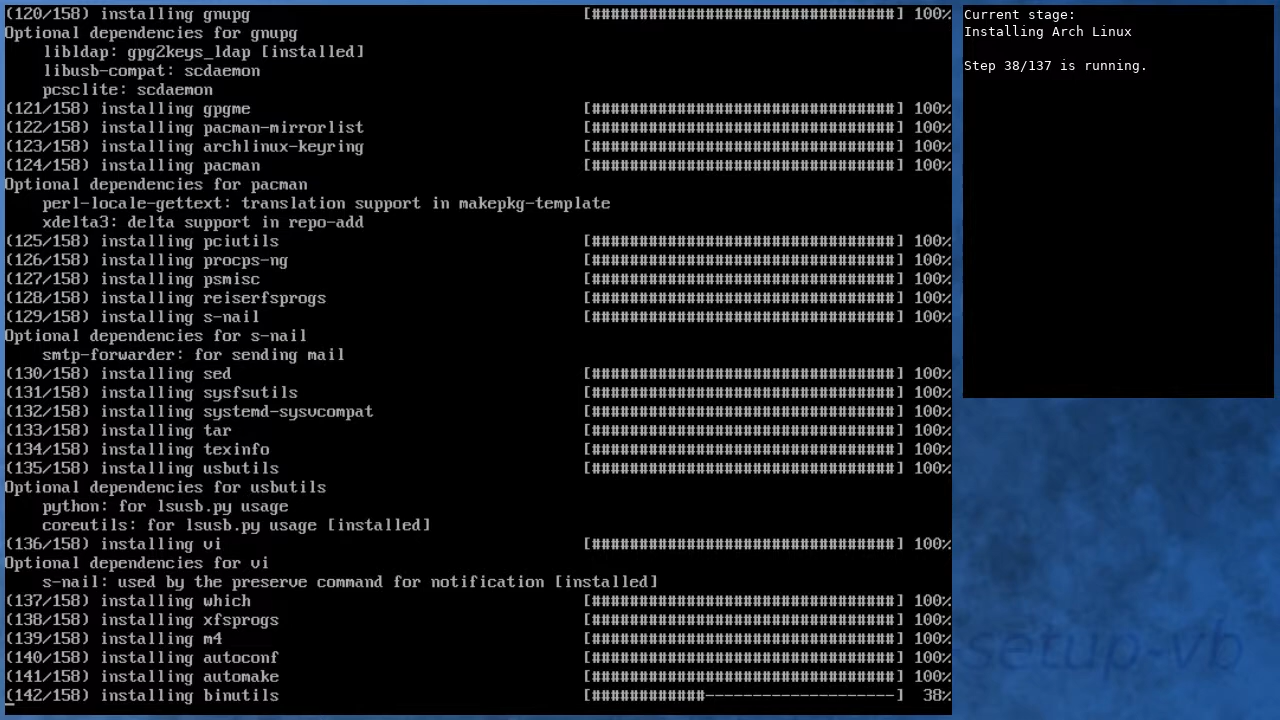 (120/158) installing gnupg [################################] 100%
Optional dependencies for gnupg
    libldap: gpg2keys_ldap [installed]
    libusb-compat: scdaemon
    pcsclite: scdaemon
(121/158) installing gpgme [################################] 100%
(122/158) installing pacman-mirrorlist [################################] 100%
(123/158) installing archlinux-keyring [################################] 100%
(124/158) installing pacman [################################] 100%
Optional dependencies for pacman
    perl-locale-gettext: translation support in makepkg-template
    xdelta3: delta support in repo-add
(125/158) installing pciutils [################################] 100%
(126/158) installing procps-ng [################################] 100%
(127/158) installing psmisc [################################] 100%
(128/158) installing reiserfsprogs [################################] 100%
(129/158) installing s-nail [################################] 100%
Optional dependencies for s-nail
    smtp-forwarder: for sending mail
(130/158) installing sed [################################] 100%
(131/158) installing sysfsutils [################################] 100%
(132/158) installing systemd-sysvcompat [################################] 100%
(133/158) installing tar [################################] 100%
(134/158) installing texinfo [################################] 100%
(135/158) installing usbutils [################################] 100%
Optional dependencies for usbutils
    python: for lsusb.py usage
    coreutils: for lsusb.py usage [installed]
(136/158) installing vi [################################] 100%
Optional dependencies for vi
    s-nail: used by the preserve command for notification [installed]
(137/158) installing which [################################] 100%
(138/158) installing xfsprogs [################################] 100%
(139/158) installing m4 [################################] 100%
(140/158) installing autoconf [################################] 100%
(141/158) installing automake [################################] 100%
(142/158) installing binutils [############--------------------] 38%
Current stage:
Installing Arch Linux
Step 38/137 is running.
setup-vb